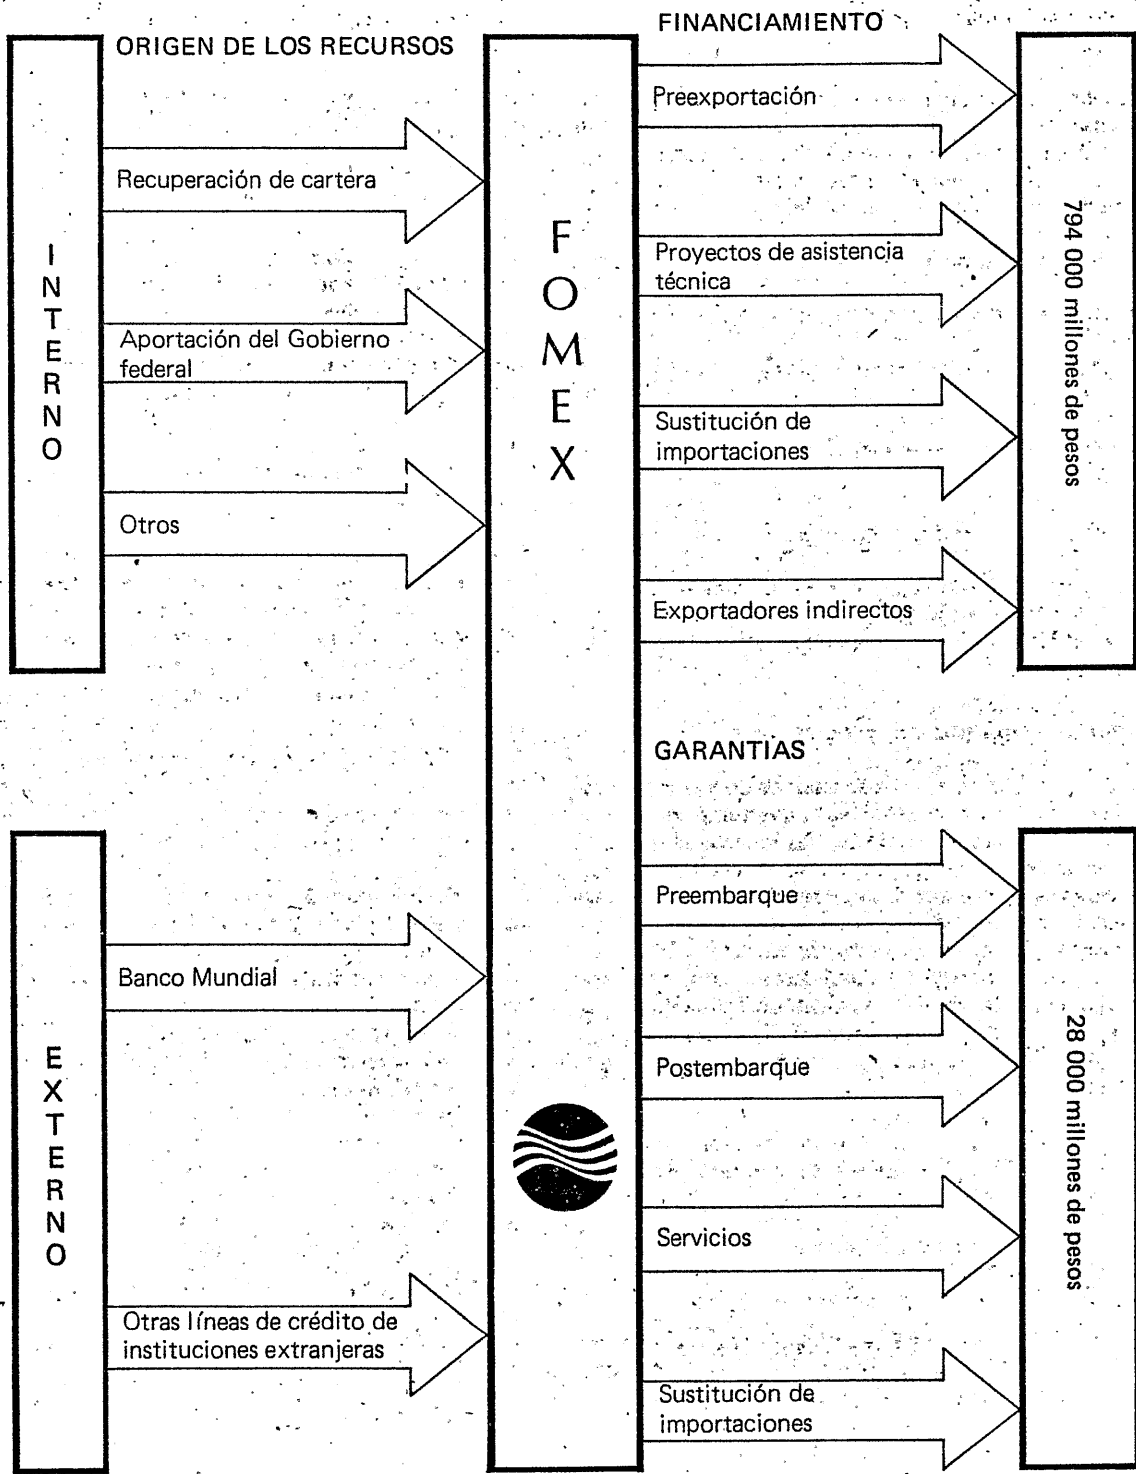 ORIGEN DE LOS RECURSOS
INTERNO
Recuperación de cartera
Aportación del Gobierno
federal
Otros
EXTERNO
Banco Mundial
Otras líneas de crédito de
instituciones extranjeras
FOMEX
FINANCIAMIENTO
Preexportación
Proyectos de asistencia
técnica
Sustitución de
importaciones
Exportadores indirectos
794 000 millones de pesos
GARANTIAS
Preembarque
Postembarque
Servicios
Sustitución de
importaciones
28 000 millones de pesos